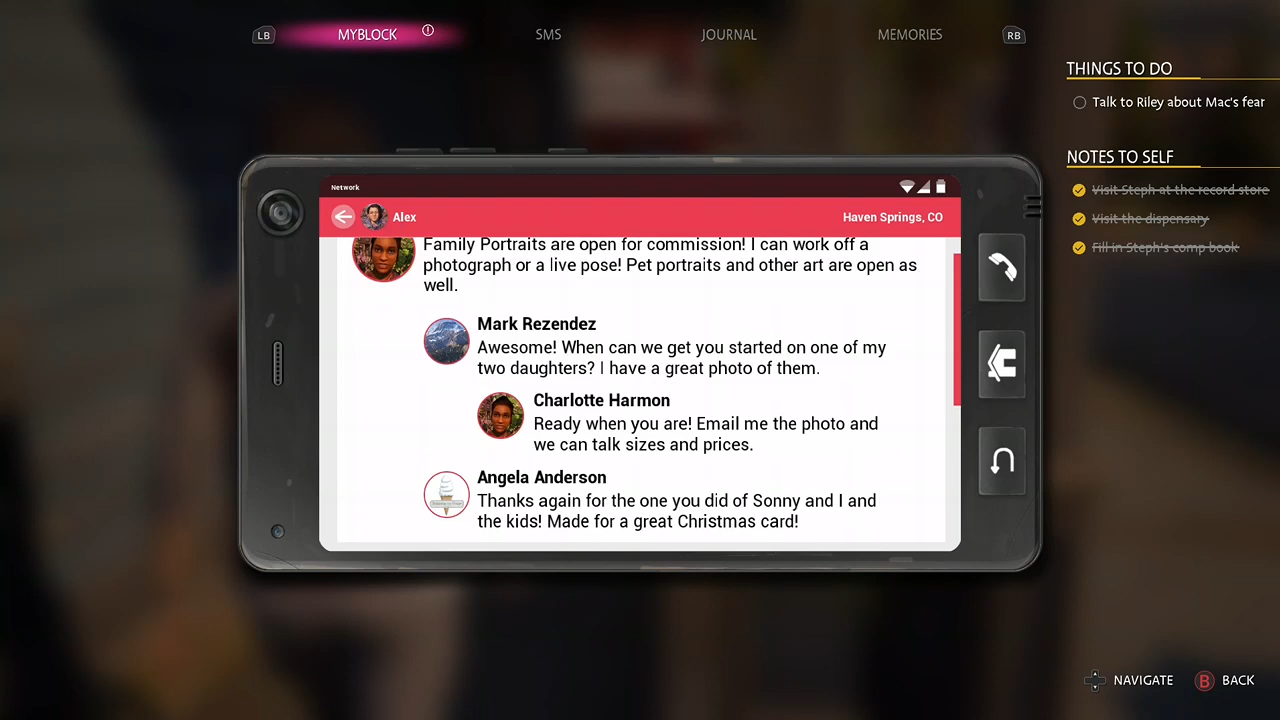 LB
MYBLOCK
SMS
JOURNAL
MEMORIES
RB
THINGS TO DO
Talk to Riley about Mac's fear
NOTES TO SELF
Visit Steph at the record store
Visit the dispensary
Fill in Steph's comp book
Network
Alex
Haven Springs, CO
Family Portraits are open for commission! I can work off a
photograph or a live pose! Pet portraits and other art are open as
well.
Mark Rezendez
Awesome! When can we get you started on one of my
two daughters? I have a great photo of them.
Charlotte Harmon
Ready when you are! Email me the photo and
we can talk sizes and prices.
Angela Anderson
Thanks again for the one you did of Sonny and I and
the kids! Made for a great Christmas card!
NAVIGATE
B BACK